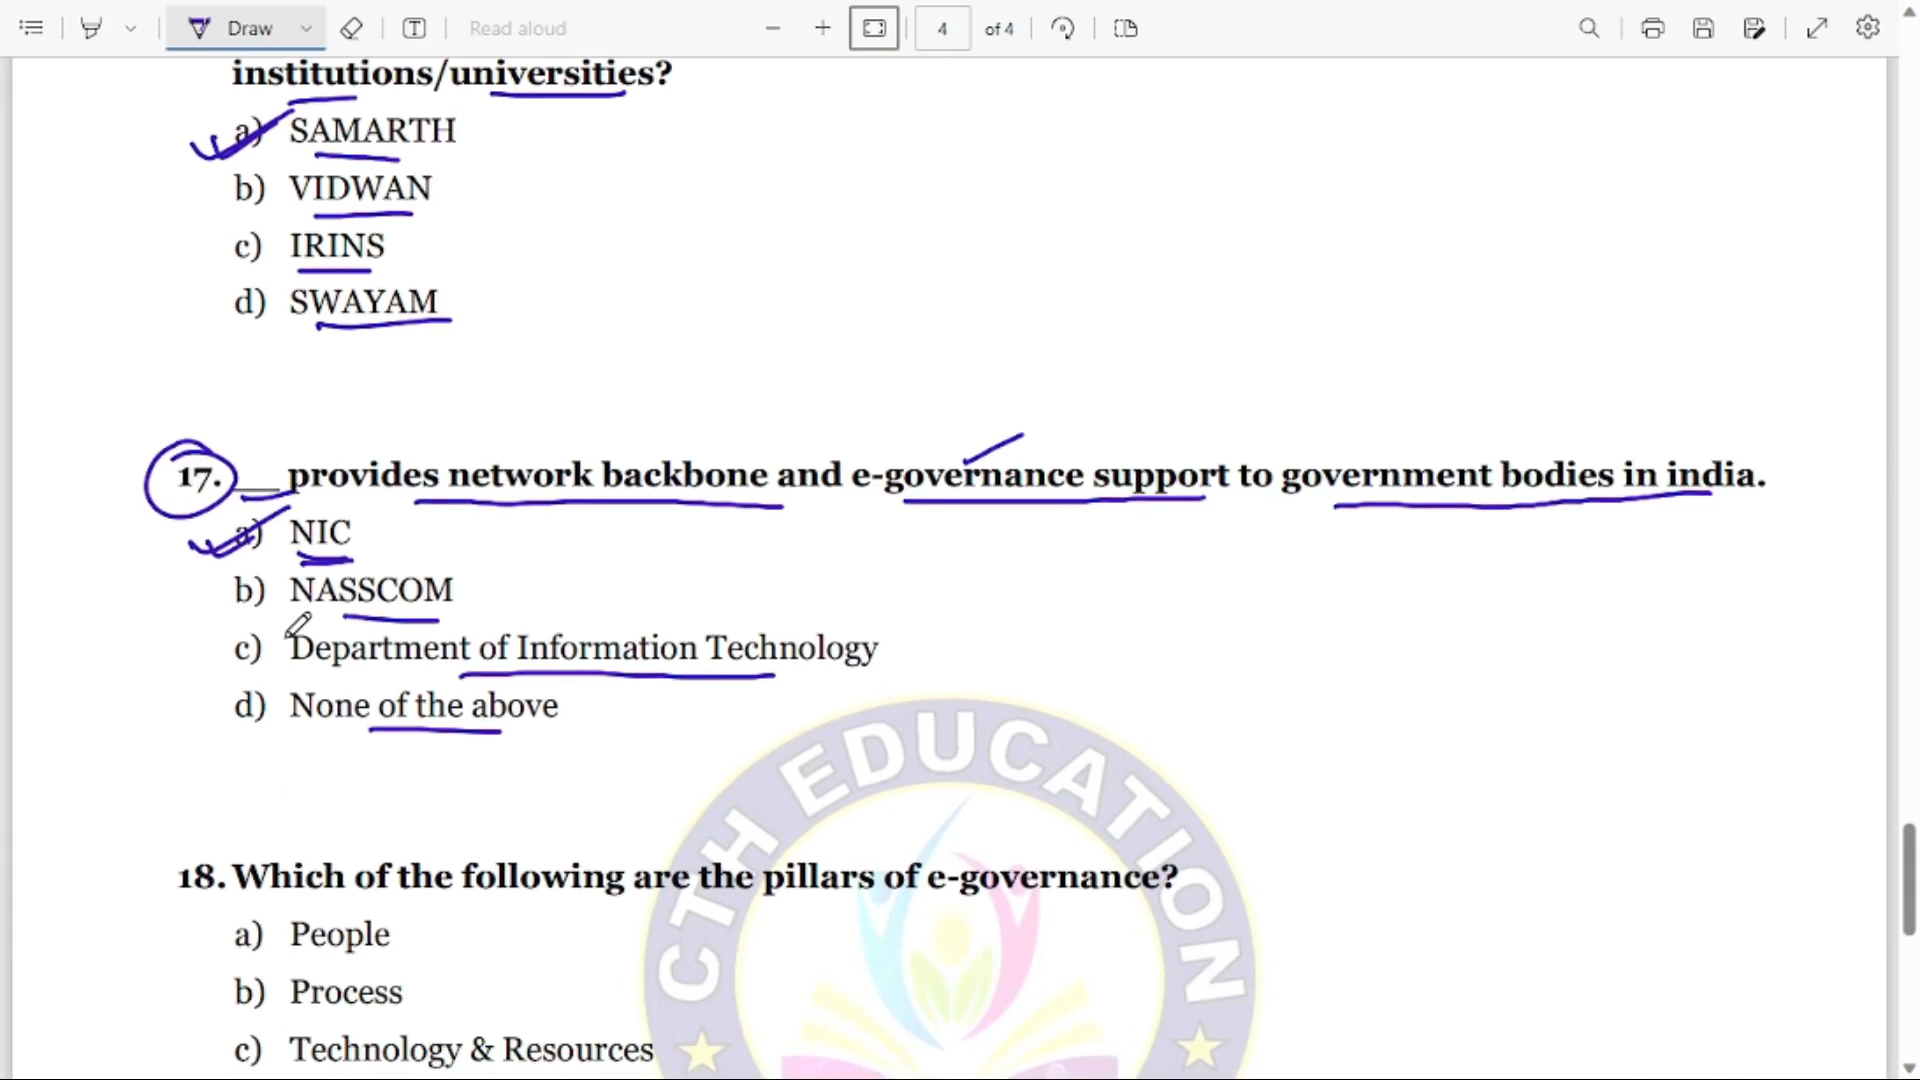 Draw
Read aloud
4
of 4
institutions/universities?
a) SAMARTH
b) VIDWAN
c) IRINS
d) SWAYAM
17. __ provides network backbone and e-governance support to government bodies in india.
a) NIC
b) NASSCOM
c) Department of Information Technology
d) None of the above
CTH EDUCATION
18. Which of the following are the pillars of e-governance?
a) People
b) Process
c) Technology & Resources